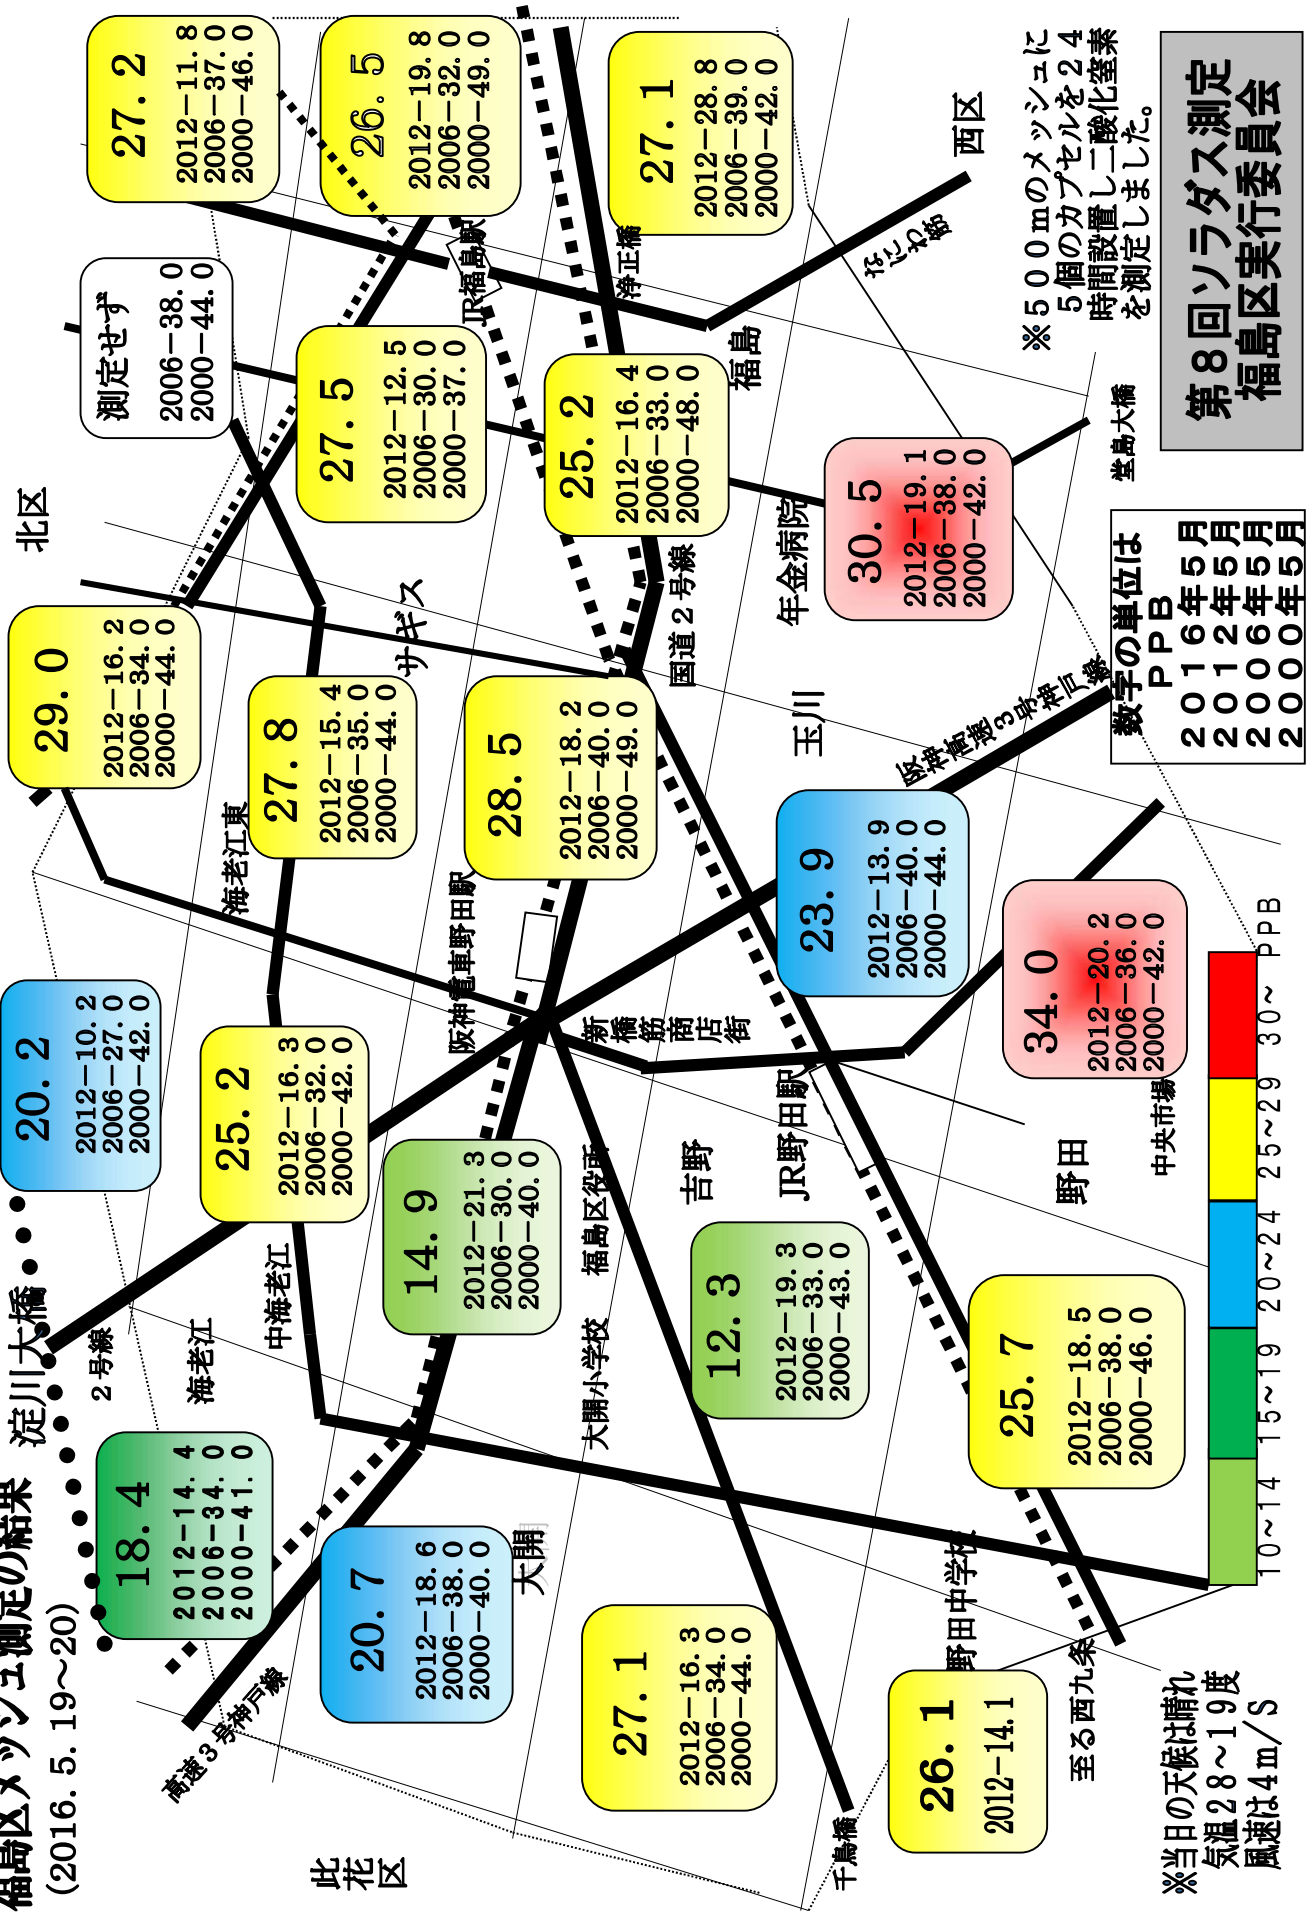 福島区メッシュ測定の結果
（2016．5．19～20）
淀川大橋
北区
18．4
2012−14．4
2006−34．0
2000−41．0
20．2
2012−10．2
2006−27．0
2000−42．0
29．0
2012−16．2
2006−34．0
2000−44．0
測定せず
2006−38．0
2000−44．0
27．2
2012−11．8
2006−37．0
2000−46．0
２号線
海老江
中海老江
25．2
2012−16．3
2006−32．0
2000−42．0
海老江東
27．8
2012−15．4
2006−35．0
2000−44．0
27．5
2012−12．5
2006−30．0
2000−37．0
26．5
2012−19．8
2006−32．0
2000−49．0
高速３号神戸線
此花区
20．7
2012−18．6
2006−38．0
2000−40．0
14．9
2012−21．3
2006−30．0
2000−40．0
阪神電車野田駅
28．5
2012−18．2
2006−40．0
2000−49．0
サギス
JR福島駅
大開
27．1
2012−16．3
2006−34．0
2000−44．0
大開小学校
福島区役所
新橋筋商店街
国道２号線
25．2
2012−16．4
2006−33．0
2000−48．0
浄正橋
27．1
2012−28．8
2006−39．0
2000−42．0
福島
12．3
2012−19．3
2006−33．0
2000−43．0
吉野
JR野田駅
23．9
2012−13．9
2006−40．0
2000−44．0
玉川
年金病院
30．5
2012−19．1
2006−38．0
2000−42．0
なにわ筋
西区
千鳥橋
26．1
2012−14.1
野田中学校
25．7
2012−18．5
2006−38．0
2000−46．0
阪神高速３号神戸線
34．0
2012−20．2
2006−36．0
2000−42．0
野田
中央市場
至る西九条
堂島大橋
※５００ｍのメッシュに
５個のカプセルを２４
時間設置し二酸化窒素
を測定しました。
※当日の天候は晴れ
気温２８～１９度
風速は４ｍ／Ｓ
10～14
15～19
20～24
25～29
30～
PPB
数字の単位は
ＰＰＢ
２０１６年５月
２０１２年５月
２００６年５月
２０００年５月
第８回ソラダス測定
福島区実行委員会